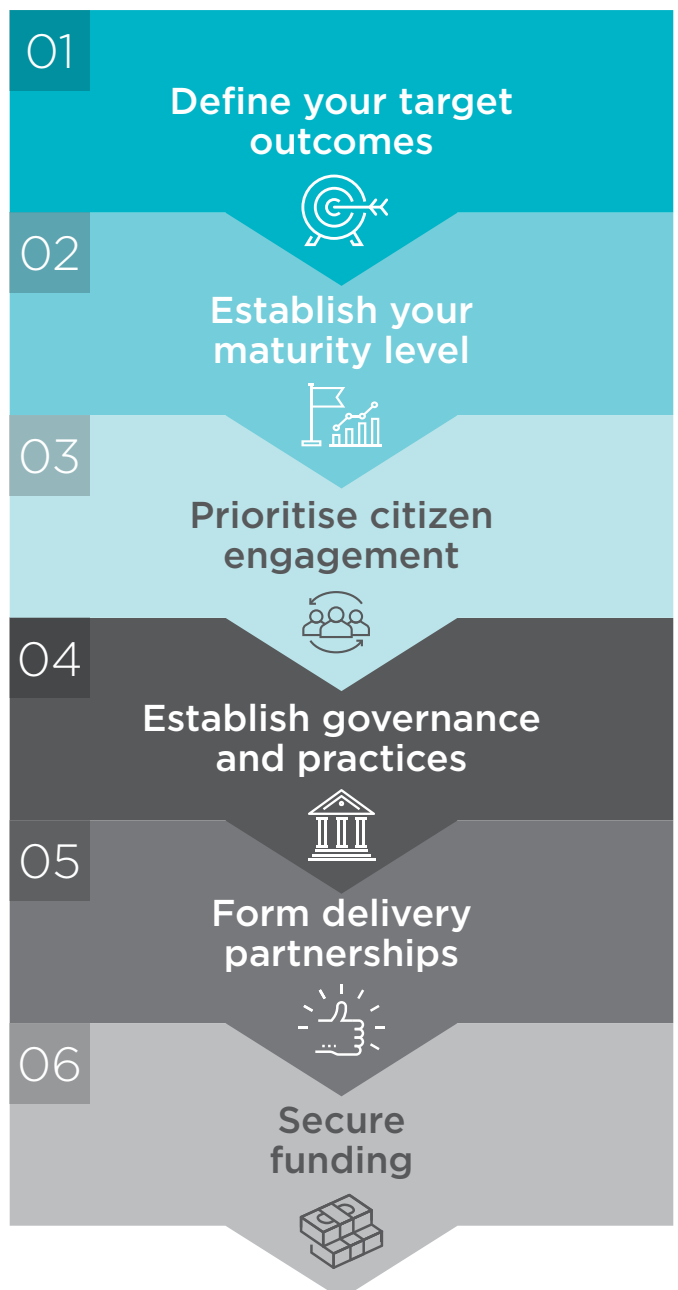 01
Define your target
outcomes
02
Establish your
maturity level
03
Prioritise citizen
engagement
04
Establish governance
and practices
05
Form delivery
partnerships
06
Secure
funding